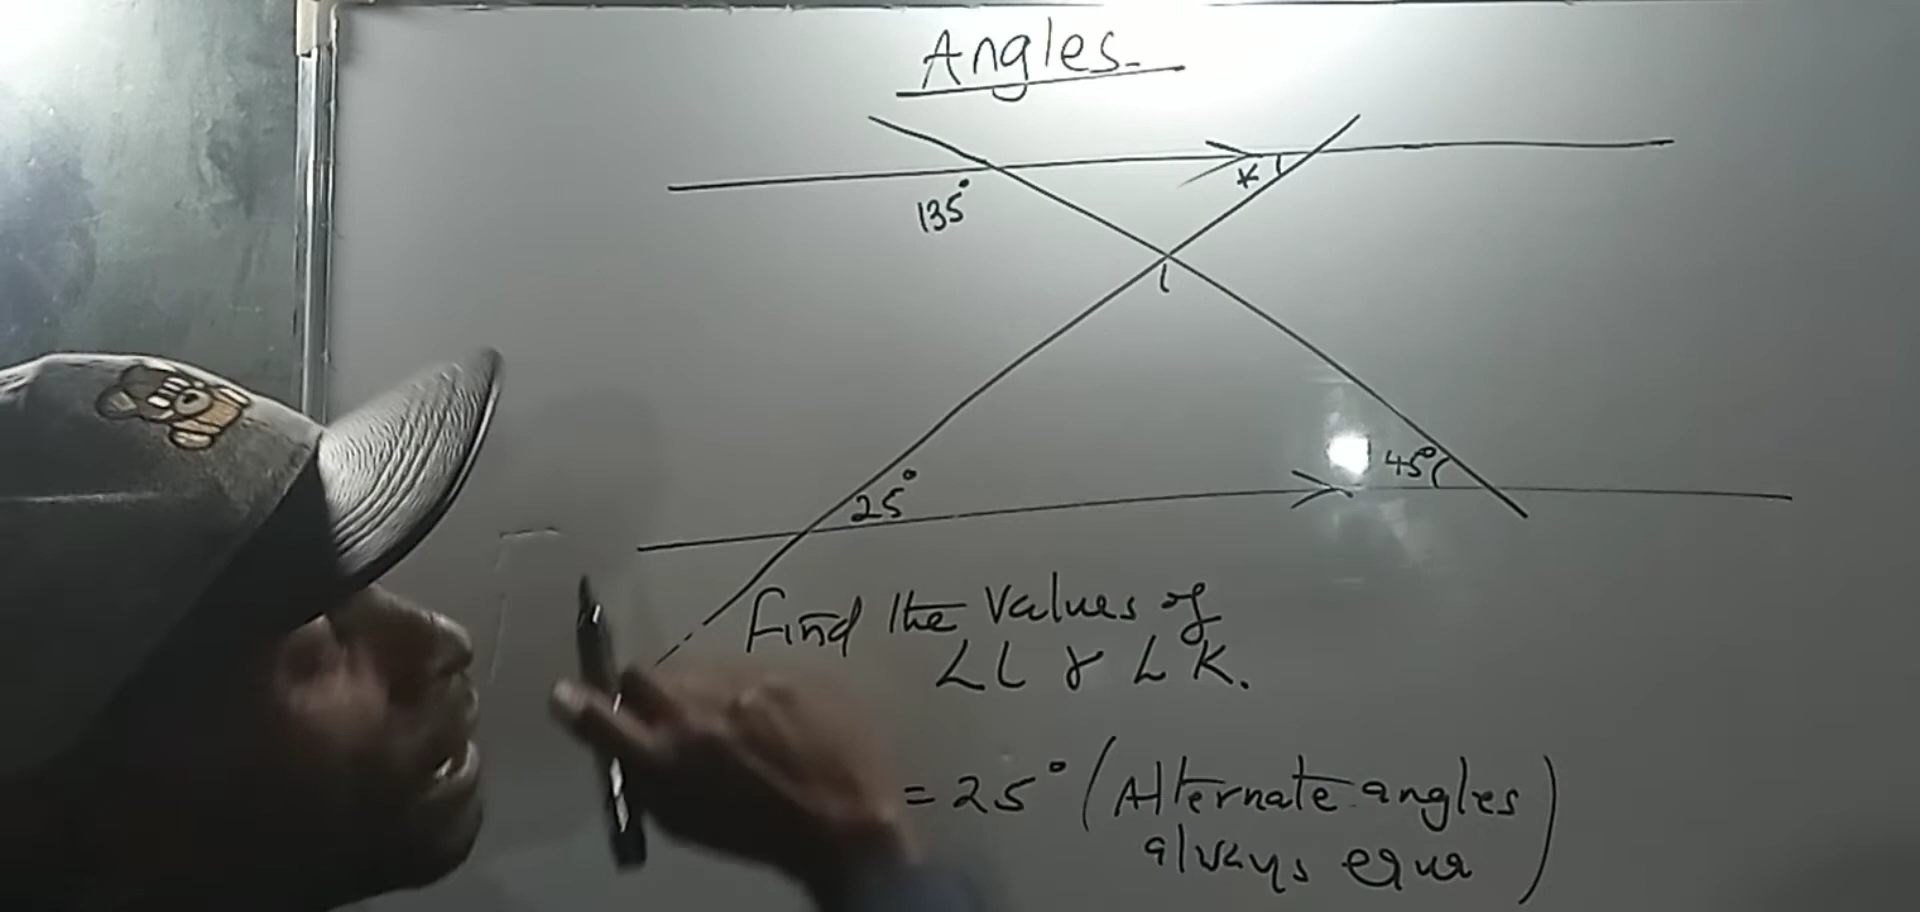 Angles.
135°
K
L
25°
45°
Find the values of
∠L & ∠K.
= 25° (Alternate angles
always equa)